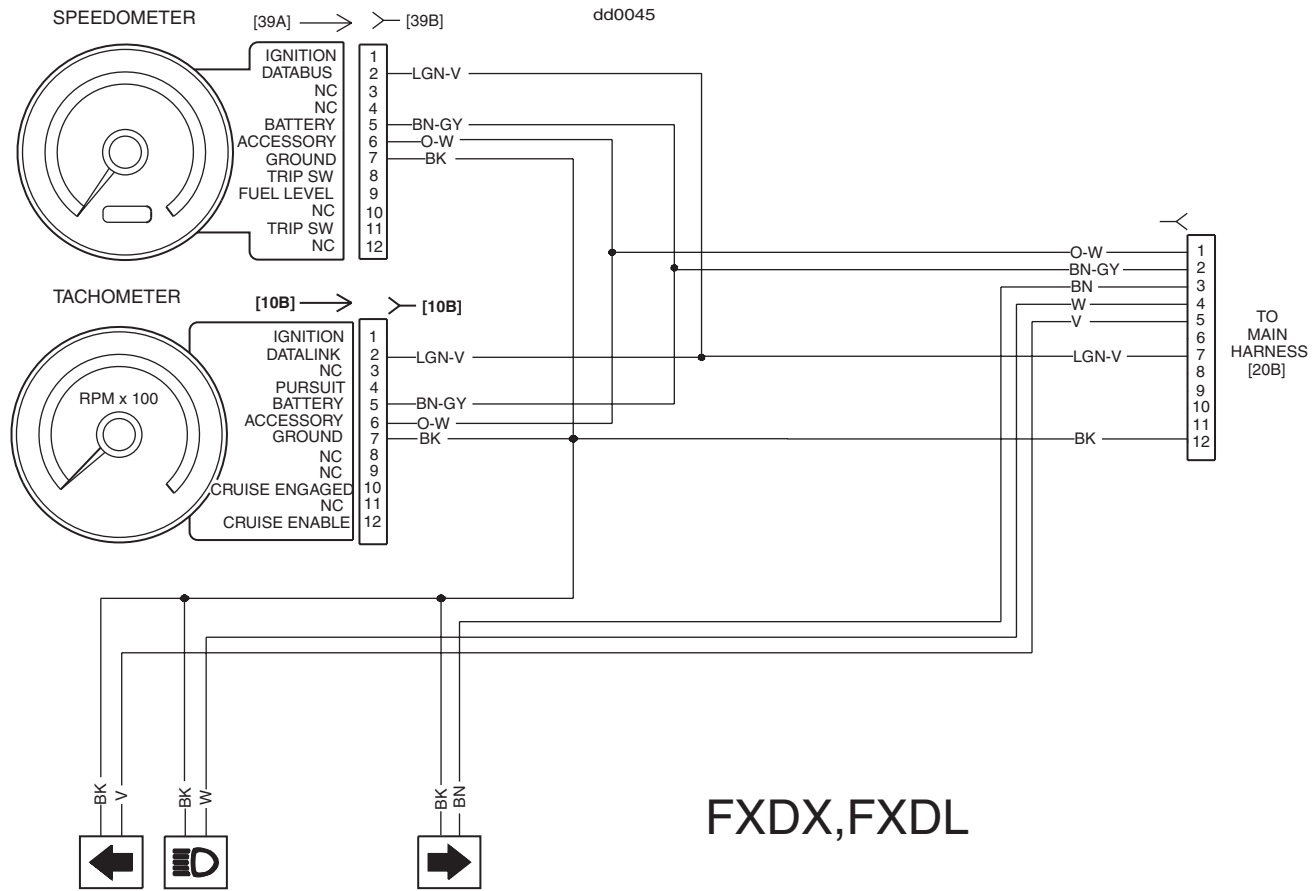 SPEEDOMETER
[39A]
[39B]
dd0045
IGNITION 1
DATABUS 2 LGN-V
NC 3
NC 4
BATTERY 5 BN-GY
ACCESSORY 6 O-W
GROUND 7 BK
TRIP SW 8
FUEL LEVEL 9
NC 10
TRIP SW 11
NC 12
TACHOMETER
[10B]
[10B]
RPM x 100
IGNITION 1
DATALINK 2 LGN-V
NC 3
PURSUIT 4
BATTERY 5 BN-GY
ACCESSORY 6 O-W
GROUND 7 BK
NC 8
NC 9
CRUISE ENGAGED 10
NC 11
CRUISE ENABLE 12
O-W 1
BN-GY 2
BN 3
W 4
V 5
6
LGN-V 7
8
9
10
11
BK 12
TO
MAIN
HARNESS
[20B]
BK
V
BK
W
BK
BN
FXDX,FXDL